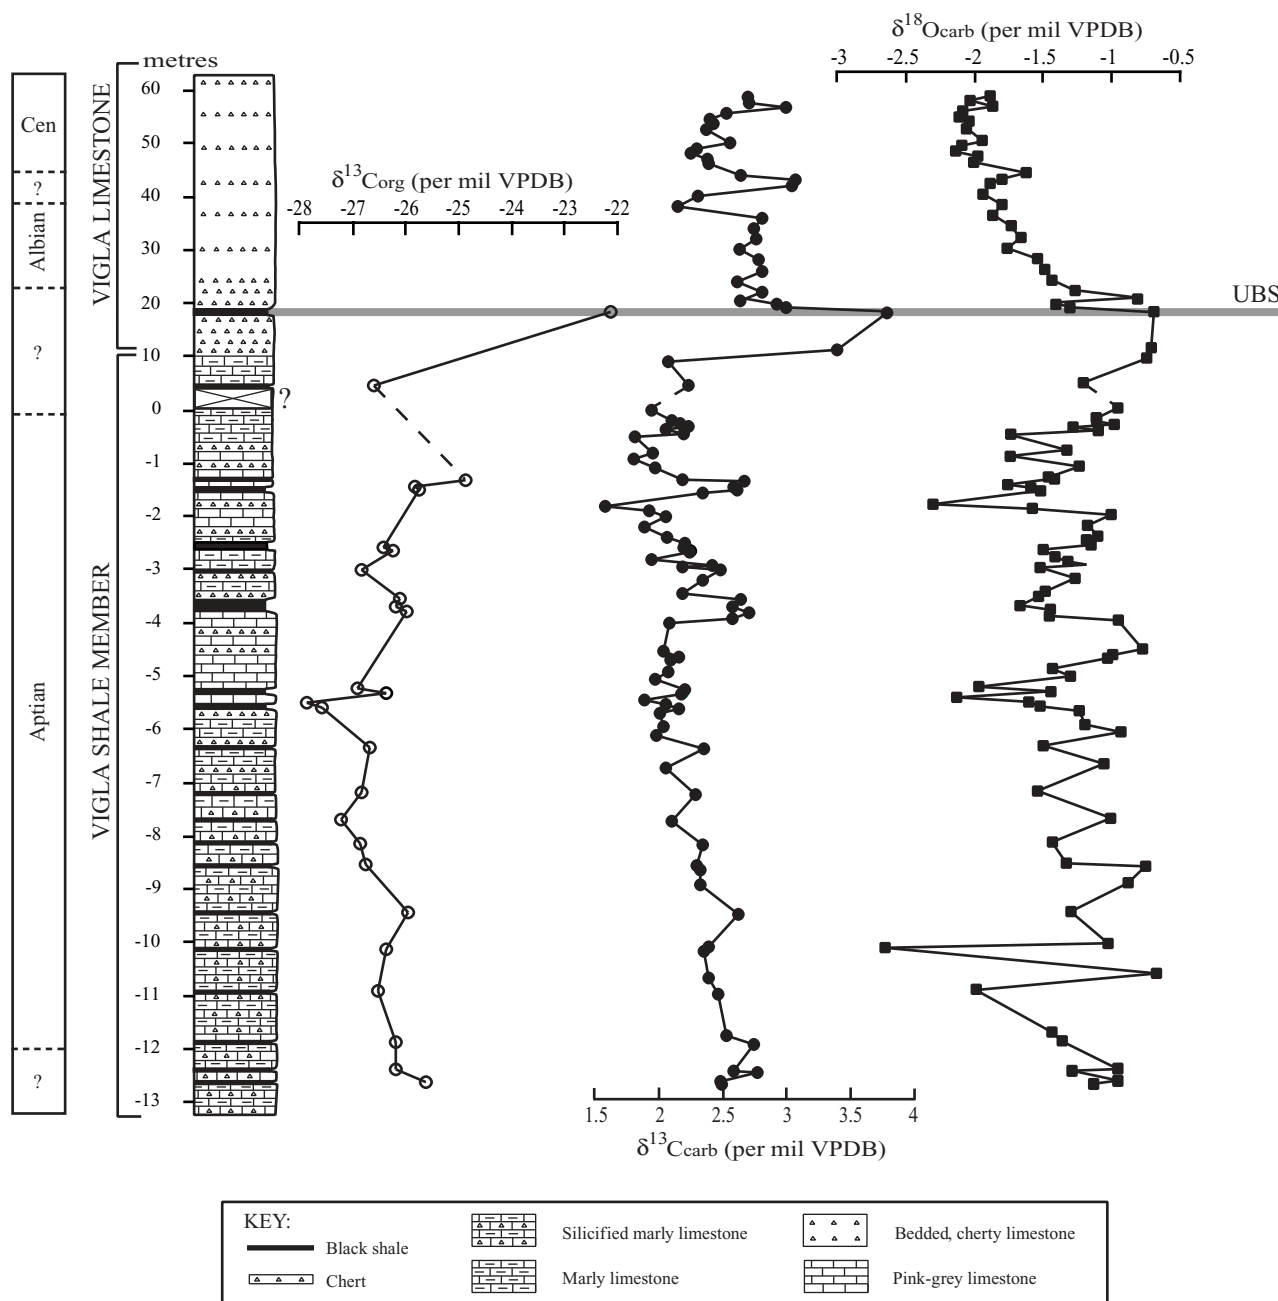 δ18Ocarb (per mil VPDB)
-3 -2.5 -2 -1.5 -1 -0.5
metres
δ13Corg (per mil VPDB)
-28 -27 -26 -25 -24 -23 -22
Cen
?
Albian
?
Aptian
?
VIGLA LIMESTONE
VIGLA SHALE MEMBER
60
50
40
30
20
10
0
-1
-2
-3
-4
-5
-6
-7
-8
-9
-10
-11
-12
-13
?
UBS
1.5 2 2.5 3 3.5 4
δ13Ccarb (per mil VPDB)
KEY:
Black shale
Chert
Silicified marly limestone
Marly limestone
Bedded, cherty limestone
Pink-grey limestone